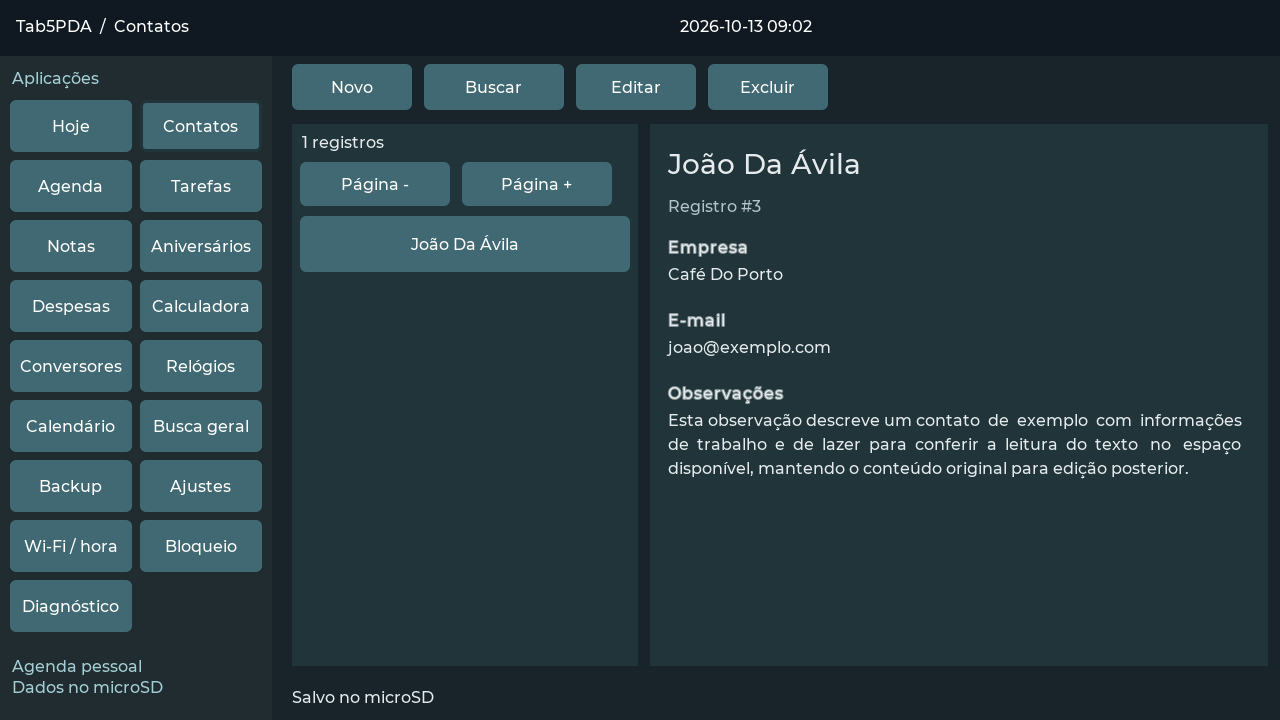 Tab5PDA / Contatos
2026-10-13 09:02
Aplicações
Hoje
Contatos
Agenda
Tarefas
Notas
Aniversários
Despesas
Calculadora
Conversores
Relógios
Calendário
Busca geral
Backup
Ajustes
Wi-Fi / hora
Bloqueio
Diagnóstico
Agenda pessoal
Dados no microSD
Novo
Buscar
Editar
Excluir
1 registros
Página -
Página +
João Da Ávila
João Da Ávila
Registro #3
Empresa
Café Do Porto
E-mail
joao@exemplo.com
Observações
Esta observação descreve um contato de exemplo com informações
de trabalho e de lazer para conferir a leitura do texto no espaço
disponível, mantendo o conteúdo original para edição posterior.
Salvo no microSD